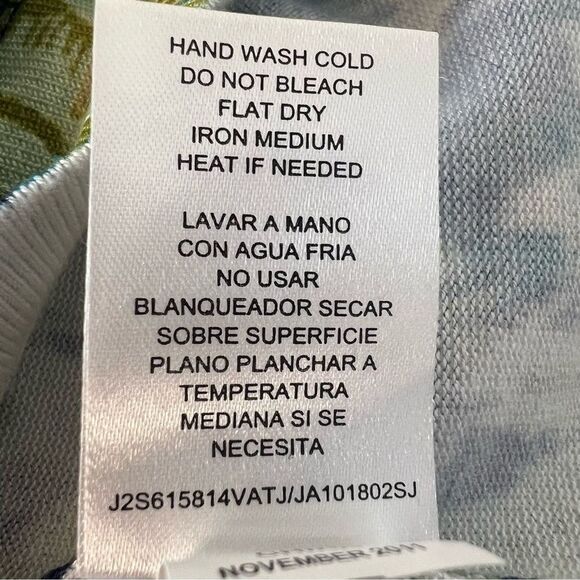 HAND WASH COLD
DO NOT BLEACH
FLAT DRY
IRON MEDIUM
HEAT IF NEEDED
LAVAR A MANO
CON AGUA FRIA
NO USAR
BLANQUEADOR SECAR
SOBRE SUPERFICIE
PLANO PLANCHAR A
TEMPERATURA
MEDIANA SI SE
NECESITA
J2S615814VATJ/JA101802SJ
NOVEMBER 2011